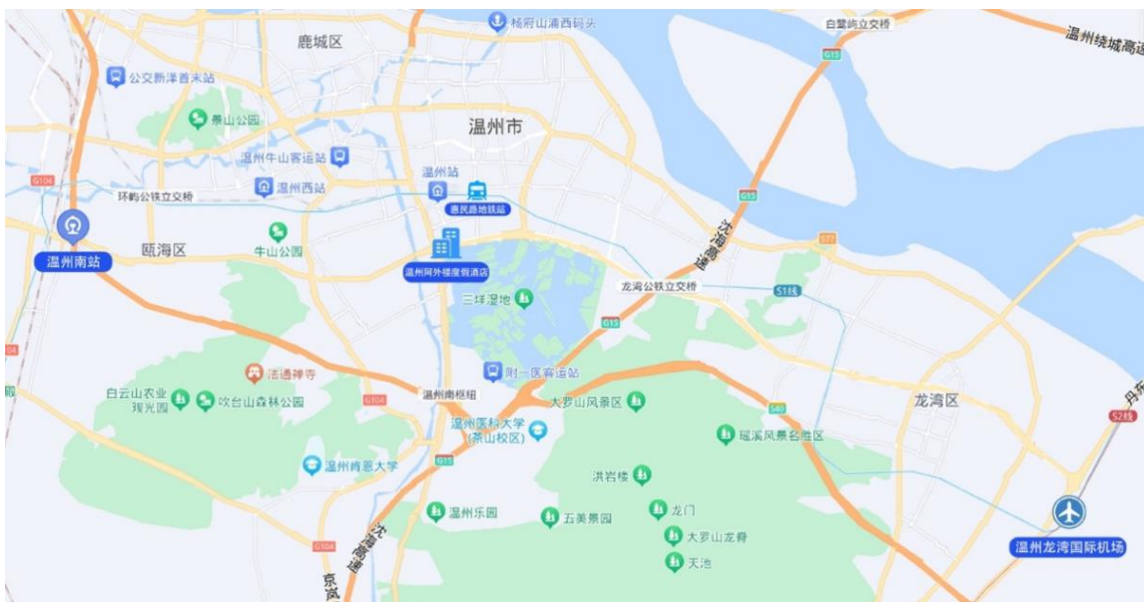 杨府山浦西码头
白鹭屿立交桥
鹿城区
温州绕城高速
G15
公交新洋首末站
景山公园
温州市
温州牛山客运站
温州站
G104
温州西站
环屿公铁立交桥
惠民路地铁站
G15
沈海高速
牛山公园
瓯海区
S77
温州南站
温州阿外楼度假酒店
龙湾公铁立交桥
S1线
三垟湿地
G15
G104
法通禅寺
附一医客运站
白云山农业
观光园
吹台山森林公园
温州南枢纽
G104
大罗山风景区
S40
龙湾区
丹东
S2线
温州医科大学
(茶山校区)
瑶溪风景名胜区
G15
温州肯恩大学
洪岩楼
温州乐园
五美景园
龙门
沈海高速
G104
大罗山龙脊
天池
温州龙湾国际机场
京岚